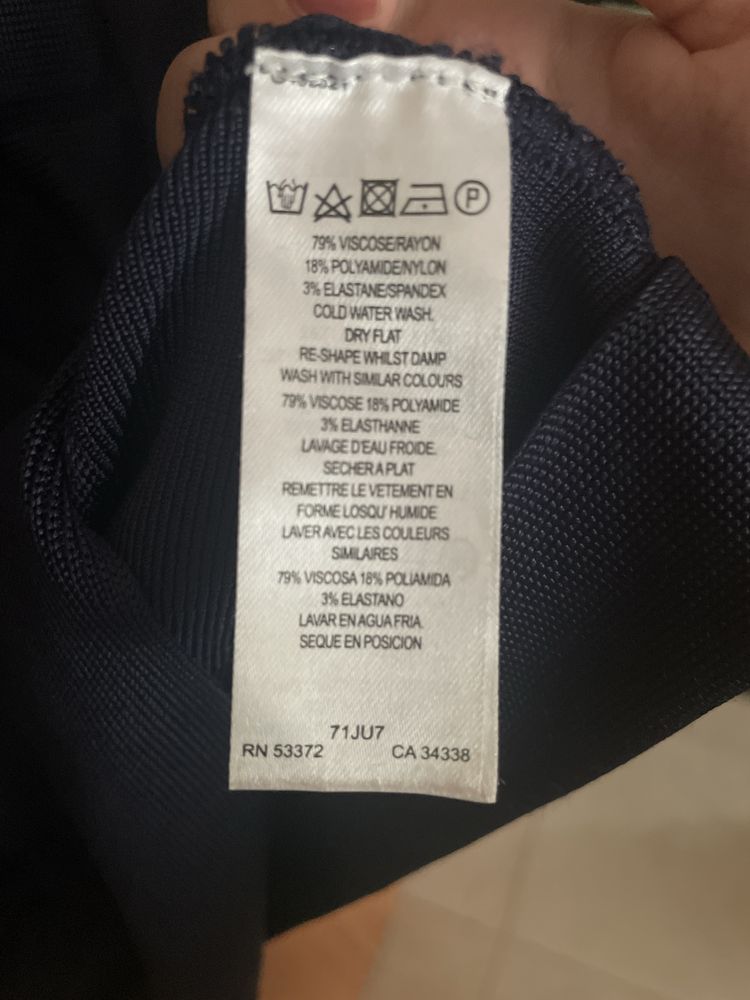 P
79% VISCOSE/RAYON
18% POLYAMIDE/NYLON
3% ELASTANE/SPANDEX
COLD WATER WASH.
DRY FLAT
RE-SHAPE WHILST DAMP
WASH WITH SIMILAR COLOURS
79% VISCOSE 18% POLYAMIDE
3% ELASTHANNE
LAVAGE D'EAU FROIDE.
SECHER A PLAT
REMETTRE LE VETEMENT EN
FORME LOSQU' HUMIDE
LAVER AVEC LES COULEURS
SIMILAIRES
79% VISCOSA 18% POLIAMIDA
3% ELASTANO
LAVAR EN AGUA FRIA.
SEQUE EN POSICION
71JU7
RN 53372 CA 34338